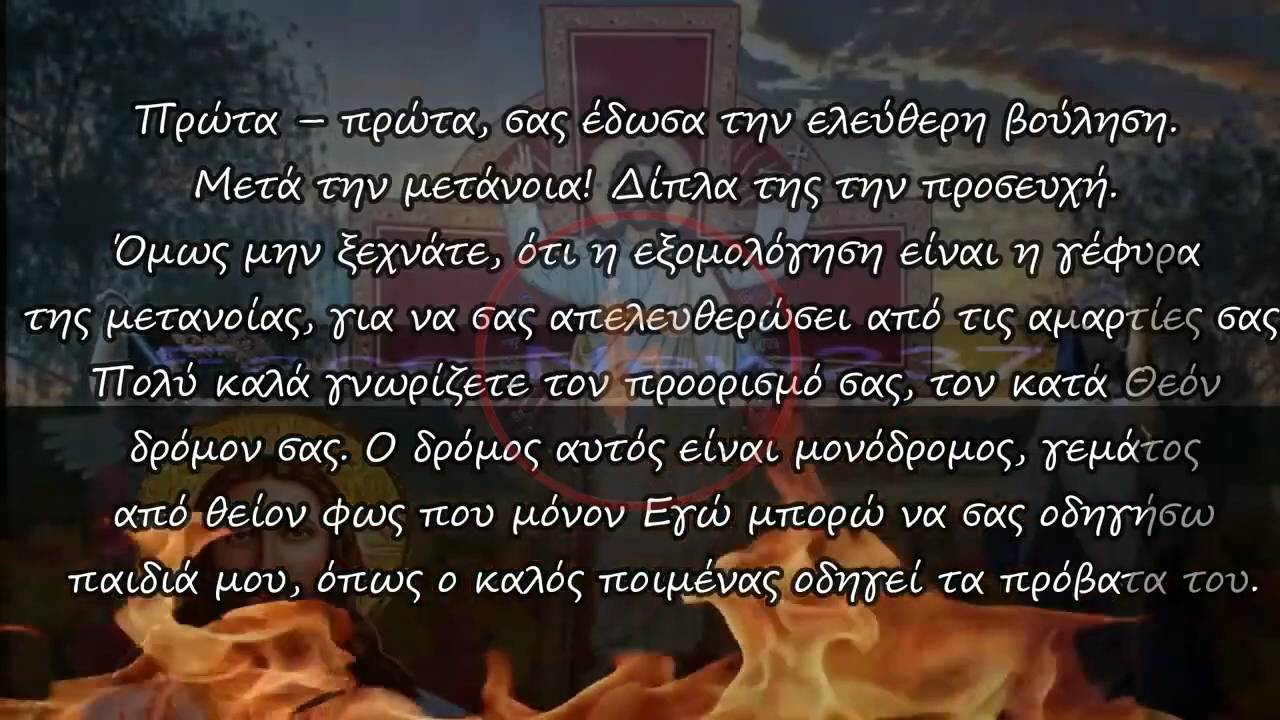 Πρώτα – πρώτα, σας έδωσα την ελεύθερη βούληση.
Μετά την μετάνοια! Δίπλα της την προσευχή.
Όμως μην ξεχνάτε, ότι η εξομολόγηση είναι η γέφυρα
της μετανοίας, για να σας απελευθερώσει από τις αμαρτίες σας
Πολύ καλά γνωρίζετε τον προορισμό σας, τον κατά Θεόν
δρόμον σας. Ο δρόμος αυτός είναι μονόδρομος, γεμάτος
από θείον φως που μόνον Εγώ μπορώ να σας οδηγήσω
παιδιά μου, όπως ο καλός ποιμένας οδηγεί τα πρόβατα του.